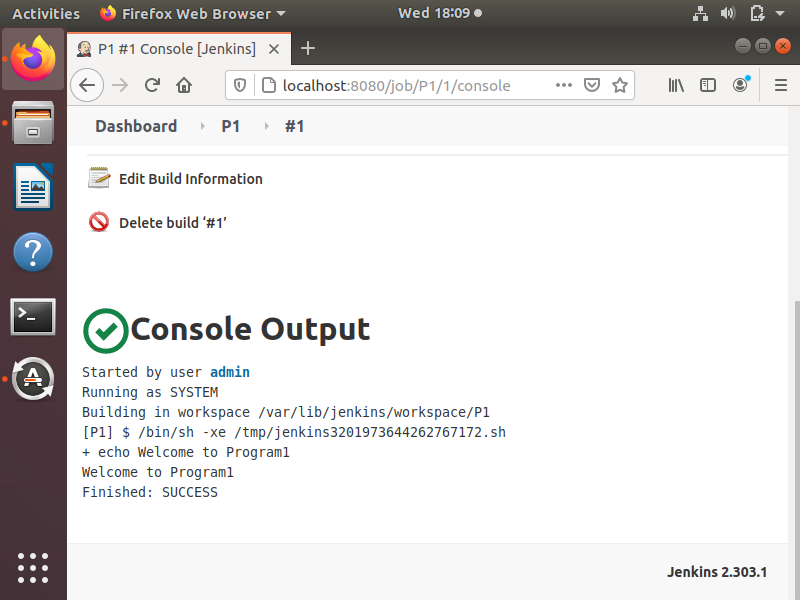 Activities Firefox Web Browser Wed 18:09
P1 #1 Console [Jenkins]
localhost:8080/job/P1/1/console
Dashboard P1 #1
Edit Build Information
Delete build ‘#1’
Console Output
Started by user admin
Running as SYSTEM
Building in workspace /var/lib/jenkins/workspace/P1
[P1] $ /bin/sh -xe /tmp/jenkins3201973644262767172.sh
+ echo Welcome to Program1
Welcome to Program1
Finished: SUCCESS
Jenkins 2.303.1